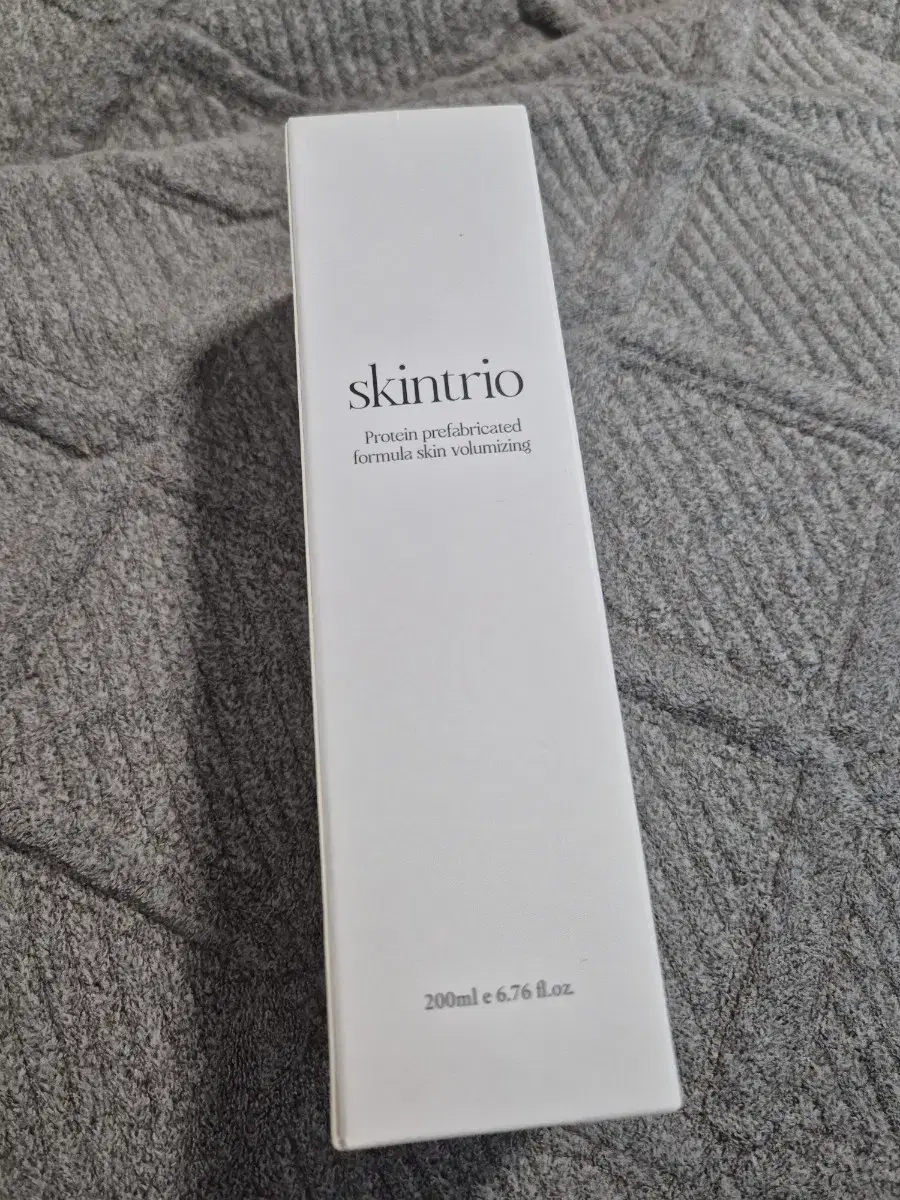 skintrio
Protein prefabricated
formula skin volumizing
200ml e 6.76 fl.oz.